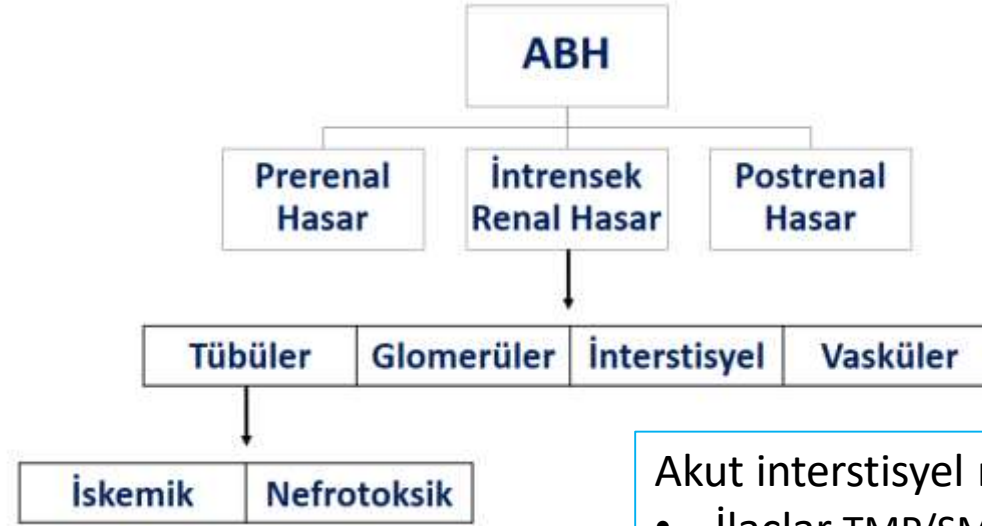 ABH
Prerenal
Hasar
İntrensek
Renal Hasar
Postrenal
Hasar
Tübüler
Glomerüler
İnterstisyel
Vasküler
İskemik
Nefrotoksik
Akut interstisyel